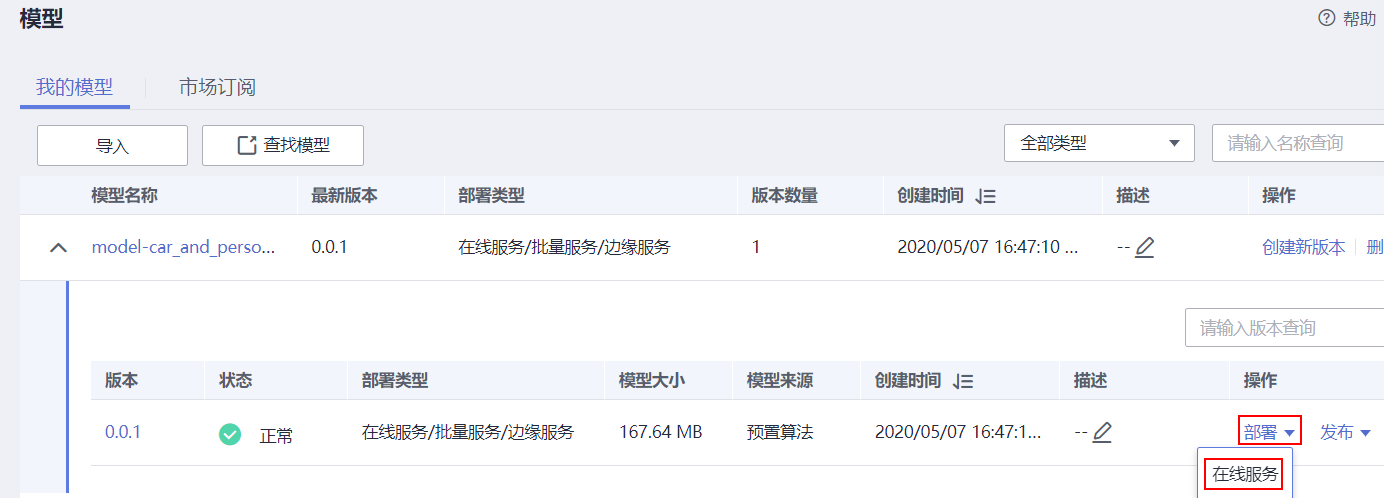 模型
帮助
我的模型 市场订阅
导入 查找模型 全部类型 请输入名称查询
模型名称 最新版本 部署类型 版本数量 创建时间 描述 操作
model-car_and_perso... 0.0.1 在线服务/批量服务/边缘服务 1 2020/05/07 16:47:10 ... -- 创建新版本 删
请输入版本查询
版本 状态 部署类型 模型大小 模型来源 创建时间 描述 操作
0.0.1 正常 在线服务/批量服务/边缘服务 167.64 MB 预置算法 2020/05/07 16:47:1... -- 部署 发布
在线服务